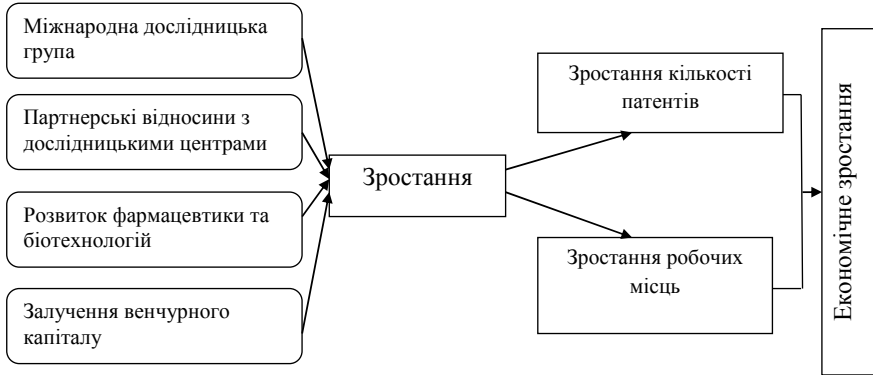 Міжнародна дослідницька
група
Партнерські відносини з
дослідницькими центрами
Розвиток фармацевтики та
біотехнологій
Залучення венчурного
капіталу
Зростання
Зростання кількості
патентів
Зростання робочих
місць
Економічне зростання